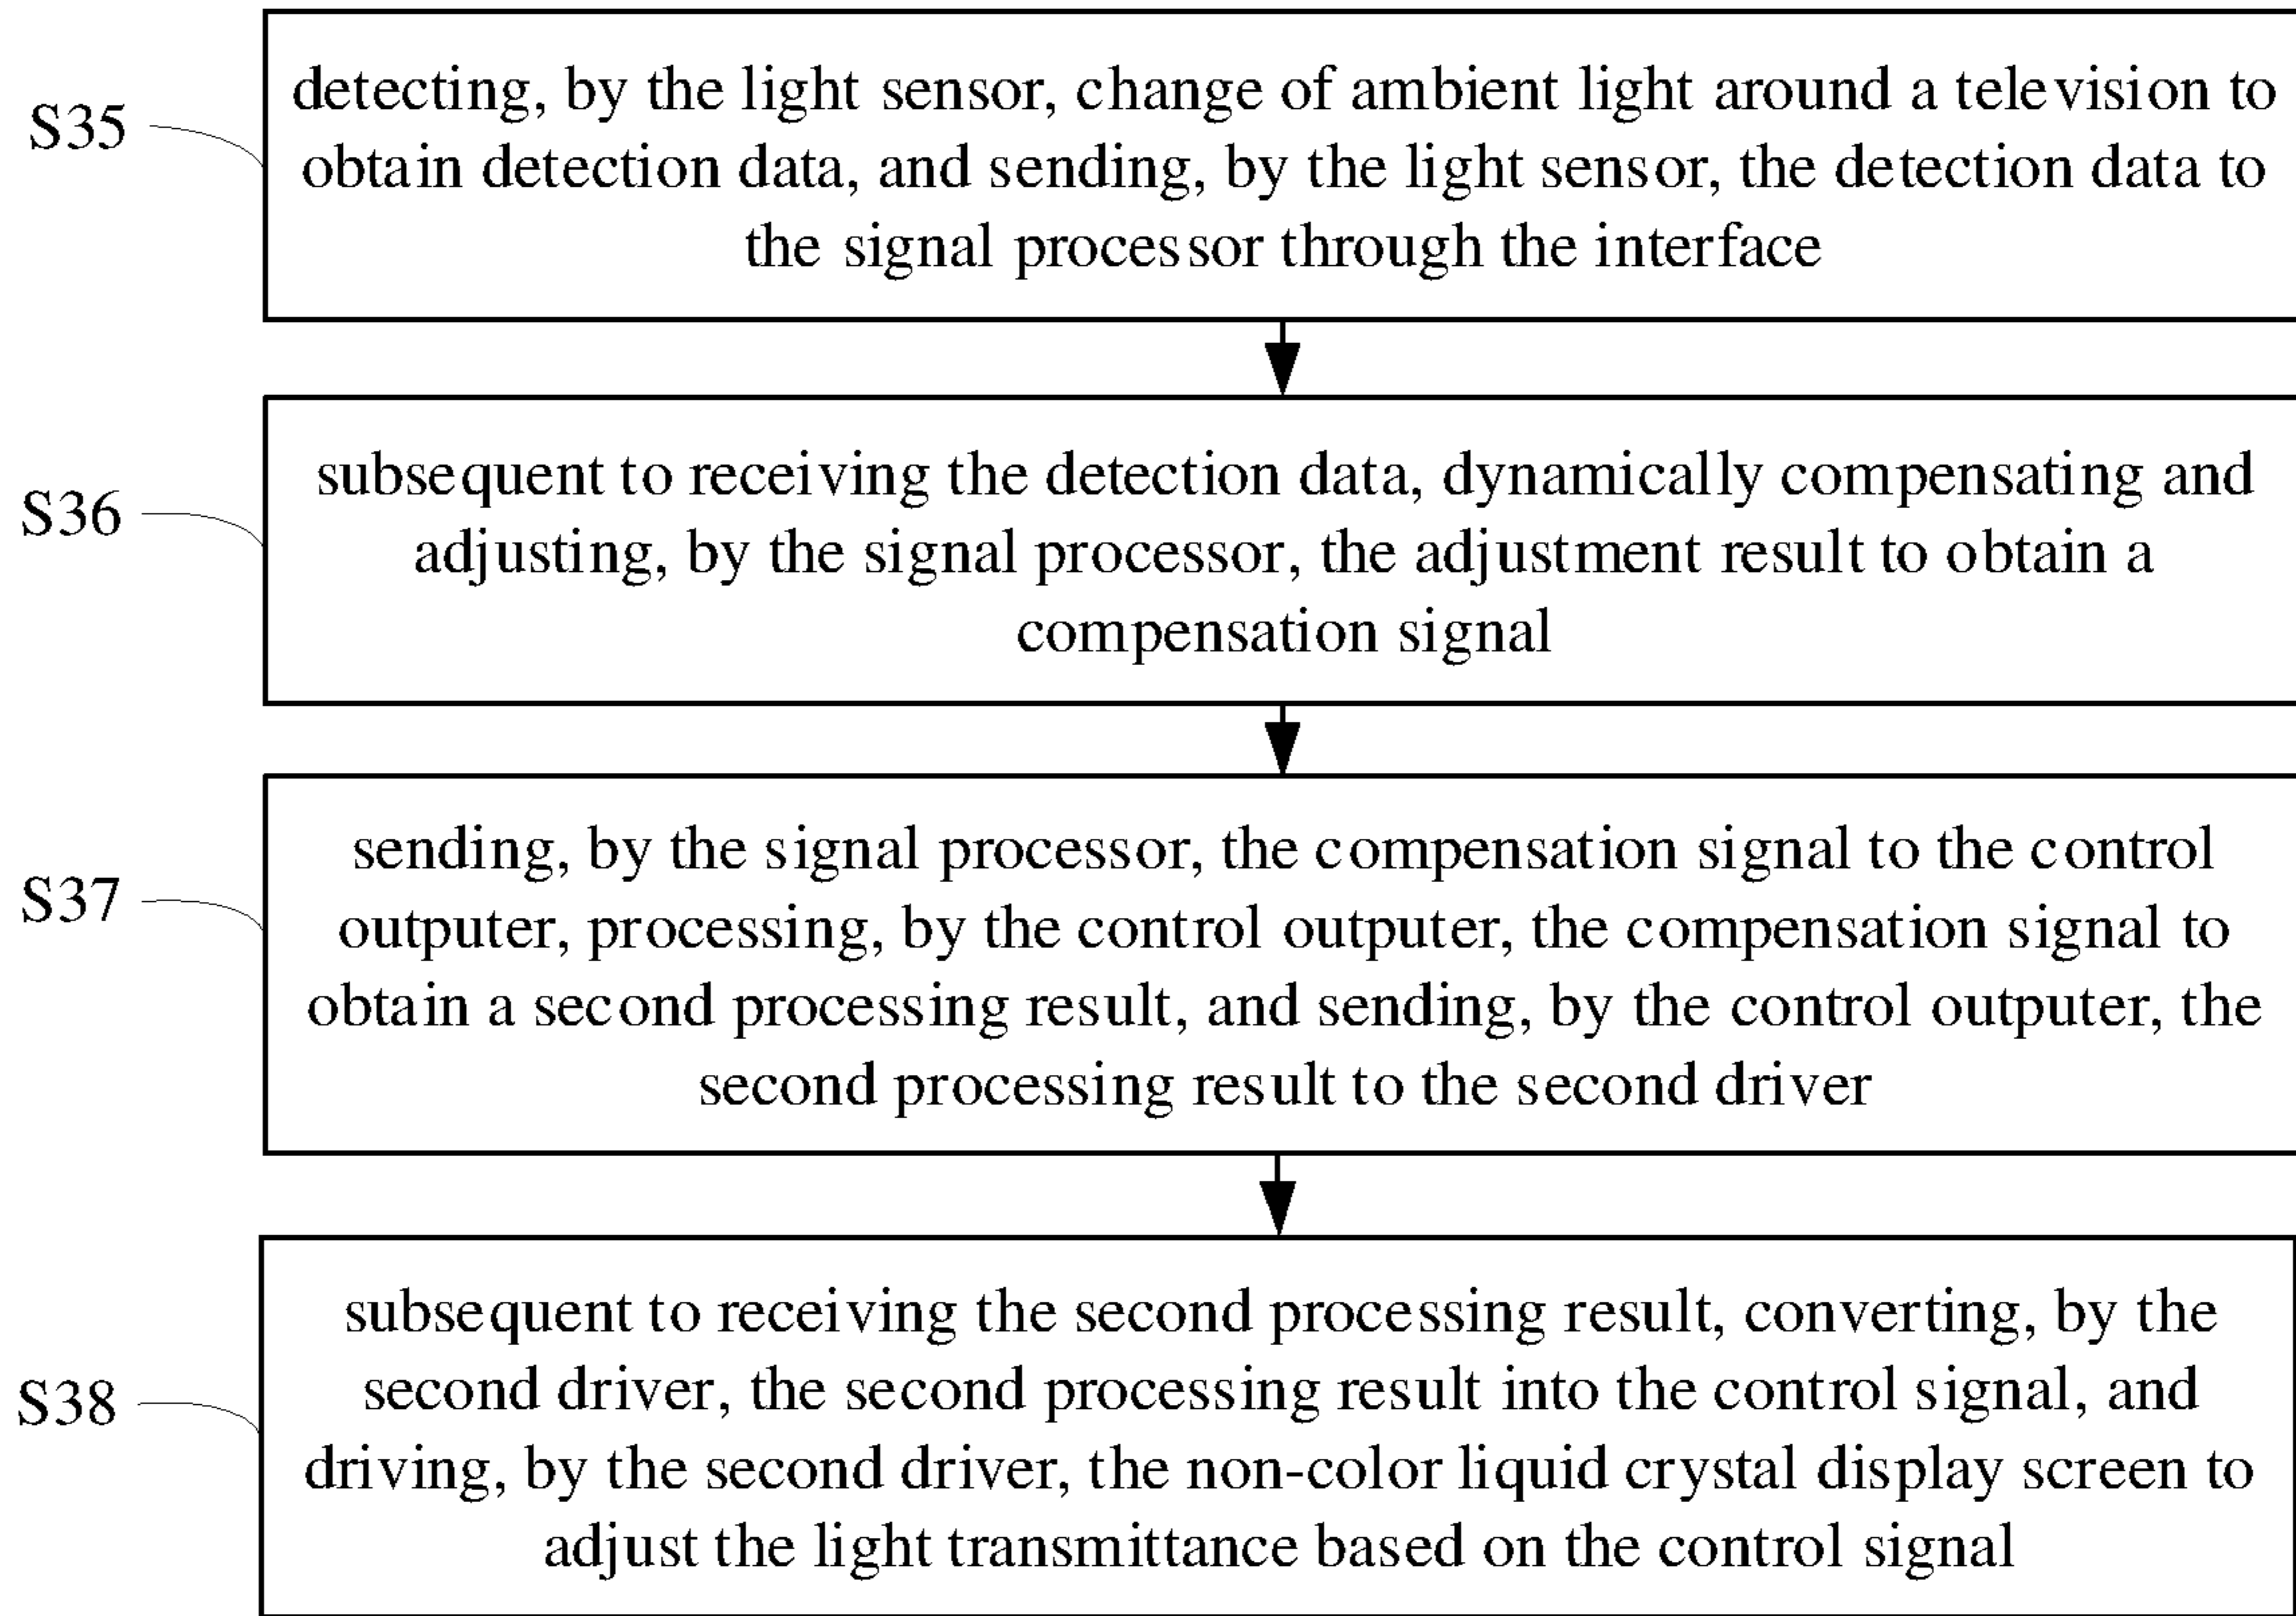 S35
detecting, by the light sensor, change of ambient light around a television to
obtain detection data, and sending, by the light sensor, the detection data to
the signal processor through the interface
S36
subsequent to receiving the detection data, dynamically compensating and
adjusting, by the signal processor, the adjustment result to obtain a
compensation signal
S37
sending, by the signal processor, the compensation signal to the control
outputer, processing, by the control outputer, the compensation signal to
obtain a second processing result, and sending, by the control outputer, the
second processing result to the second driver
S38
subsequent to receiving the second processing result, converting, by the
second driver, the second processing result into the control signal, and
driving, by the second driver, the non-color liquid crystal display screen to
adjust the light transmittance based on the control signal